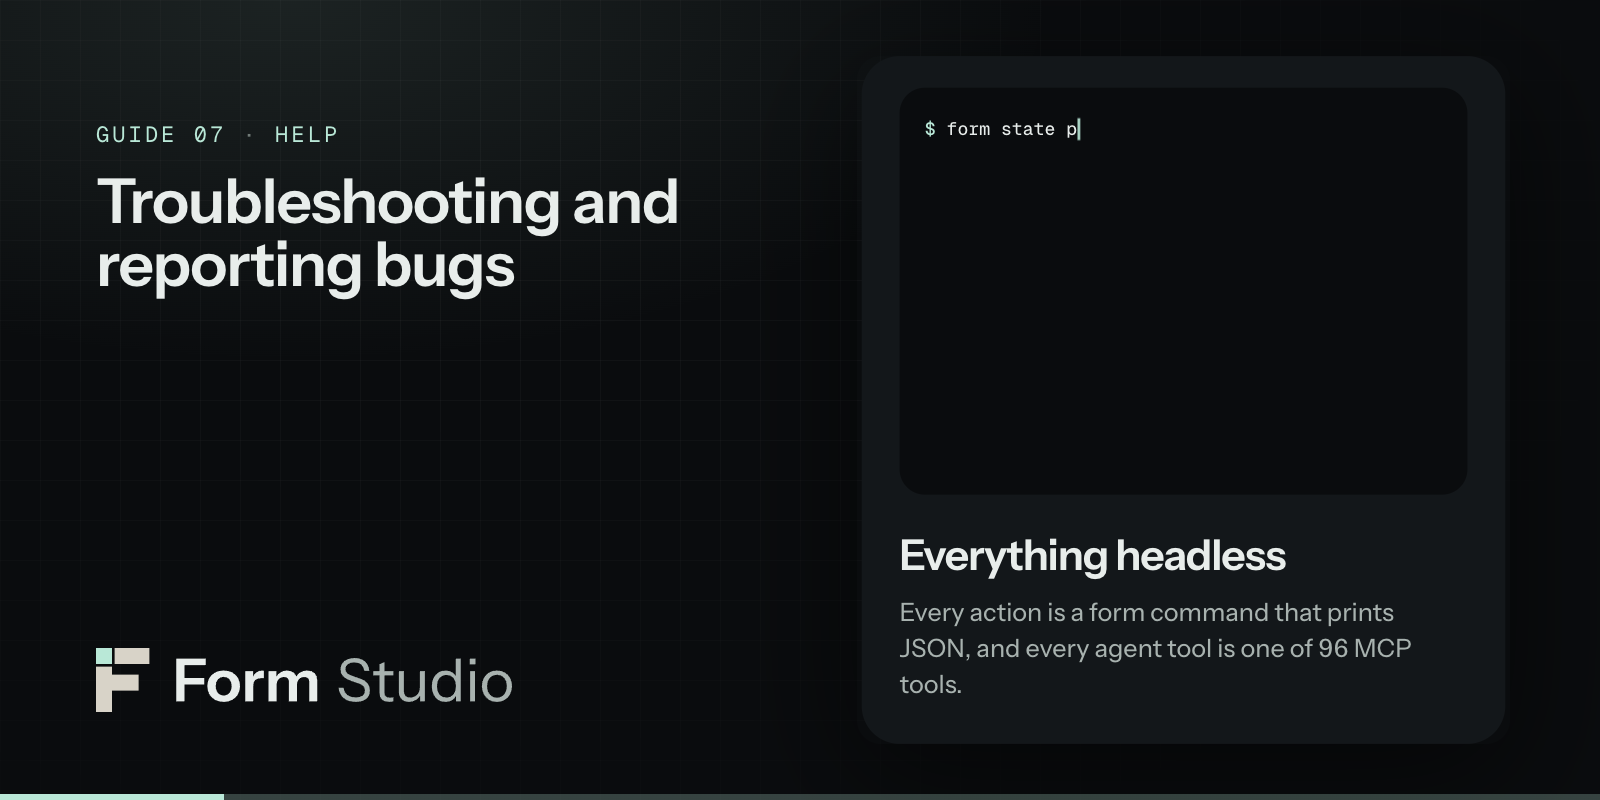 GUIDE 07 · HELP
Troubleshooting and
reporting bugs
Form Studio
$ form state p
Everything headless
Every action is a form command that prints
JSON, and every agent tool is one of 96 MCP
tools.